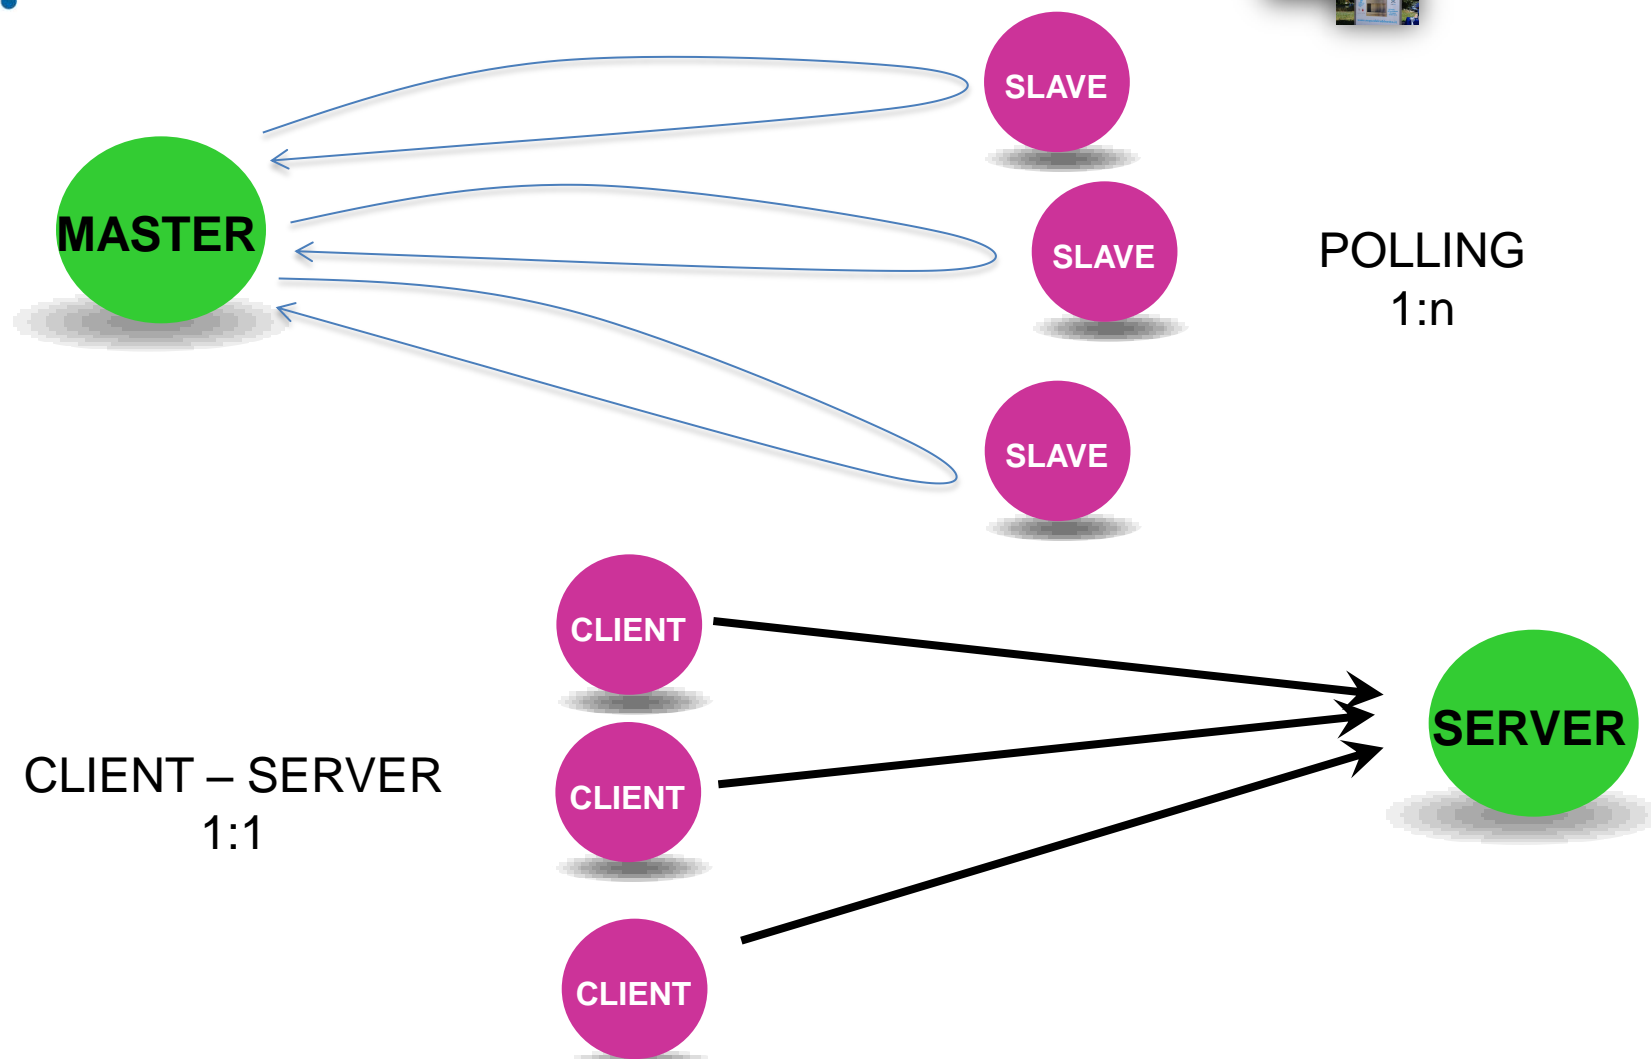 SLAVE
MASTER
SLAVE
POLLING
1:n
SLAVE
CLIENT
SERVER
CLIENT – SERVER
1:1
CLIENT
CLIENT